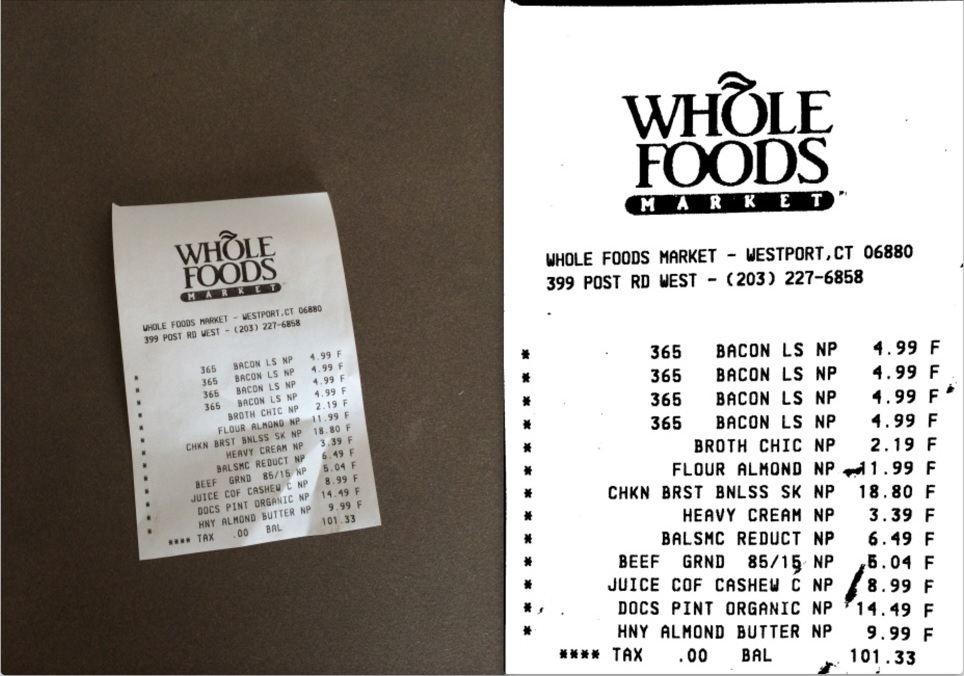 WHOLE
FOODS
MARKET
WHOLE FOODS MARKET - WESTPORT,CT 06880
399 POST RD WEST - (203) 227-6858
* 365 BACON LS NP 4.99 F
* 365 BACON LS NP 4.99 F
* 365 BACON LS NP 4.99 F
* 365 BACON LS NP 4.99 F
* BROTH CHIC NP 2.19 F
* FLOUR ALMOND NP 11.99 F
* CHKN BRST BNLSS SK NP 18.80 F
* HEAVY CREAM NP 3.39 F
* BALSMC REDUCT NP 6.49 F
* BEEF GRND 85/15 NP 5.04 F
* JUICE COF CASHEW C NP 8.99 F
* DOCS PINT ORGANIC NP 14.49 F
* HNY ALMOND BUTTER NP 9.99 F
**** TAX .00 BAL 101.33
WHOLE
FOODS
MARKET
WHOLE FOODS MARKET - WESTPORT,CT 06880
399 POST RD WEST - (203) 227-6858
* 365 BACON LS NP 4.99 F
* 365 BACON LS NP 4.99 F
* 365 BACON LS NP 4.99 F
* 365 BACON LS NP 4.99 F
* BROTH CHIC NP 2.19 F
* FLOUR ALMOND NP 11.99 F
* CHKN BRST BNLSS SK NP 18.80 F
* HEAVY CREAM NP 3.39 F
* BALSMC REDUCT NP 6.49 F
* BEEF GRND 85/15 NP 5.04 F
* JUICE COF CASHEW C NP 8.99 F
* DOCS PINT ORGANIC NP 14.49 F
* HNY ALMOND BUTTER NP 9.99 F
**** TAX .00 BAL 101.33